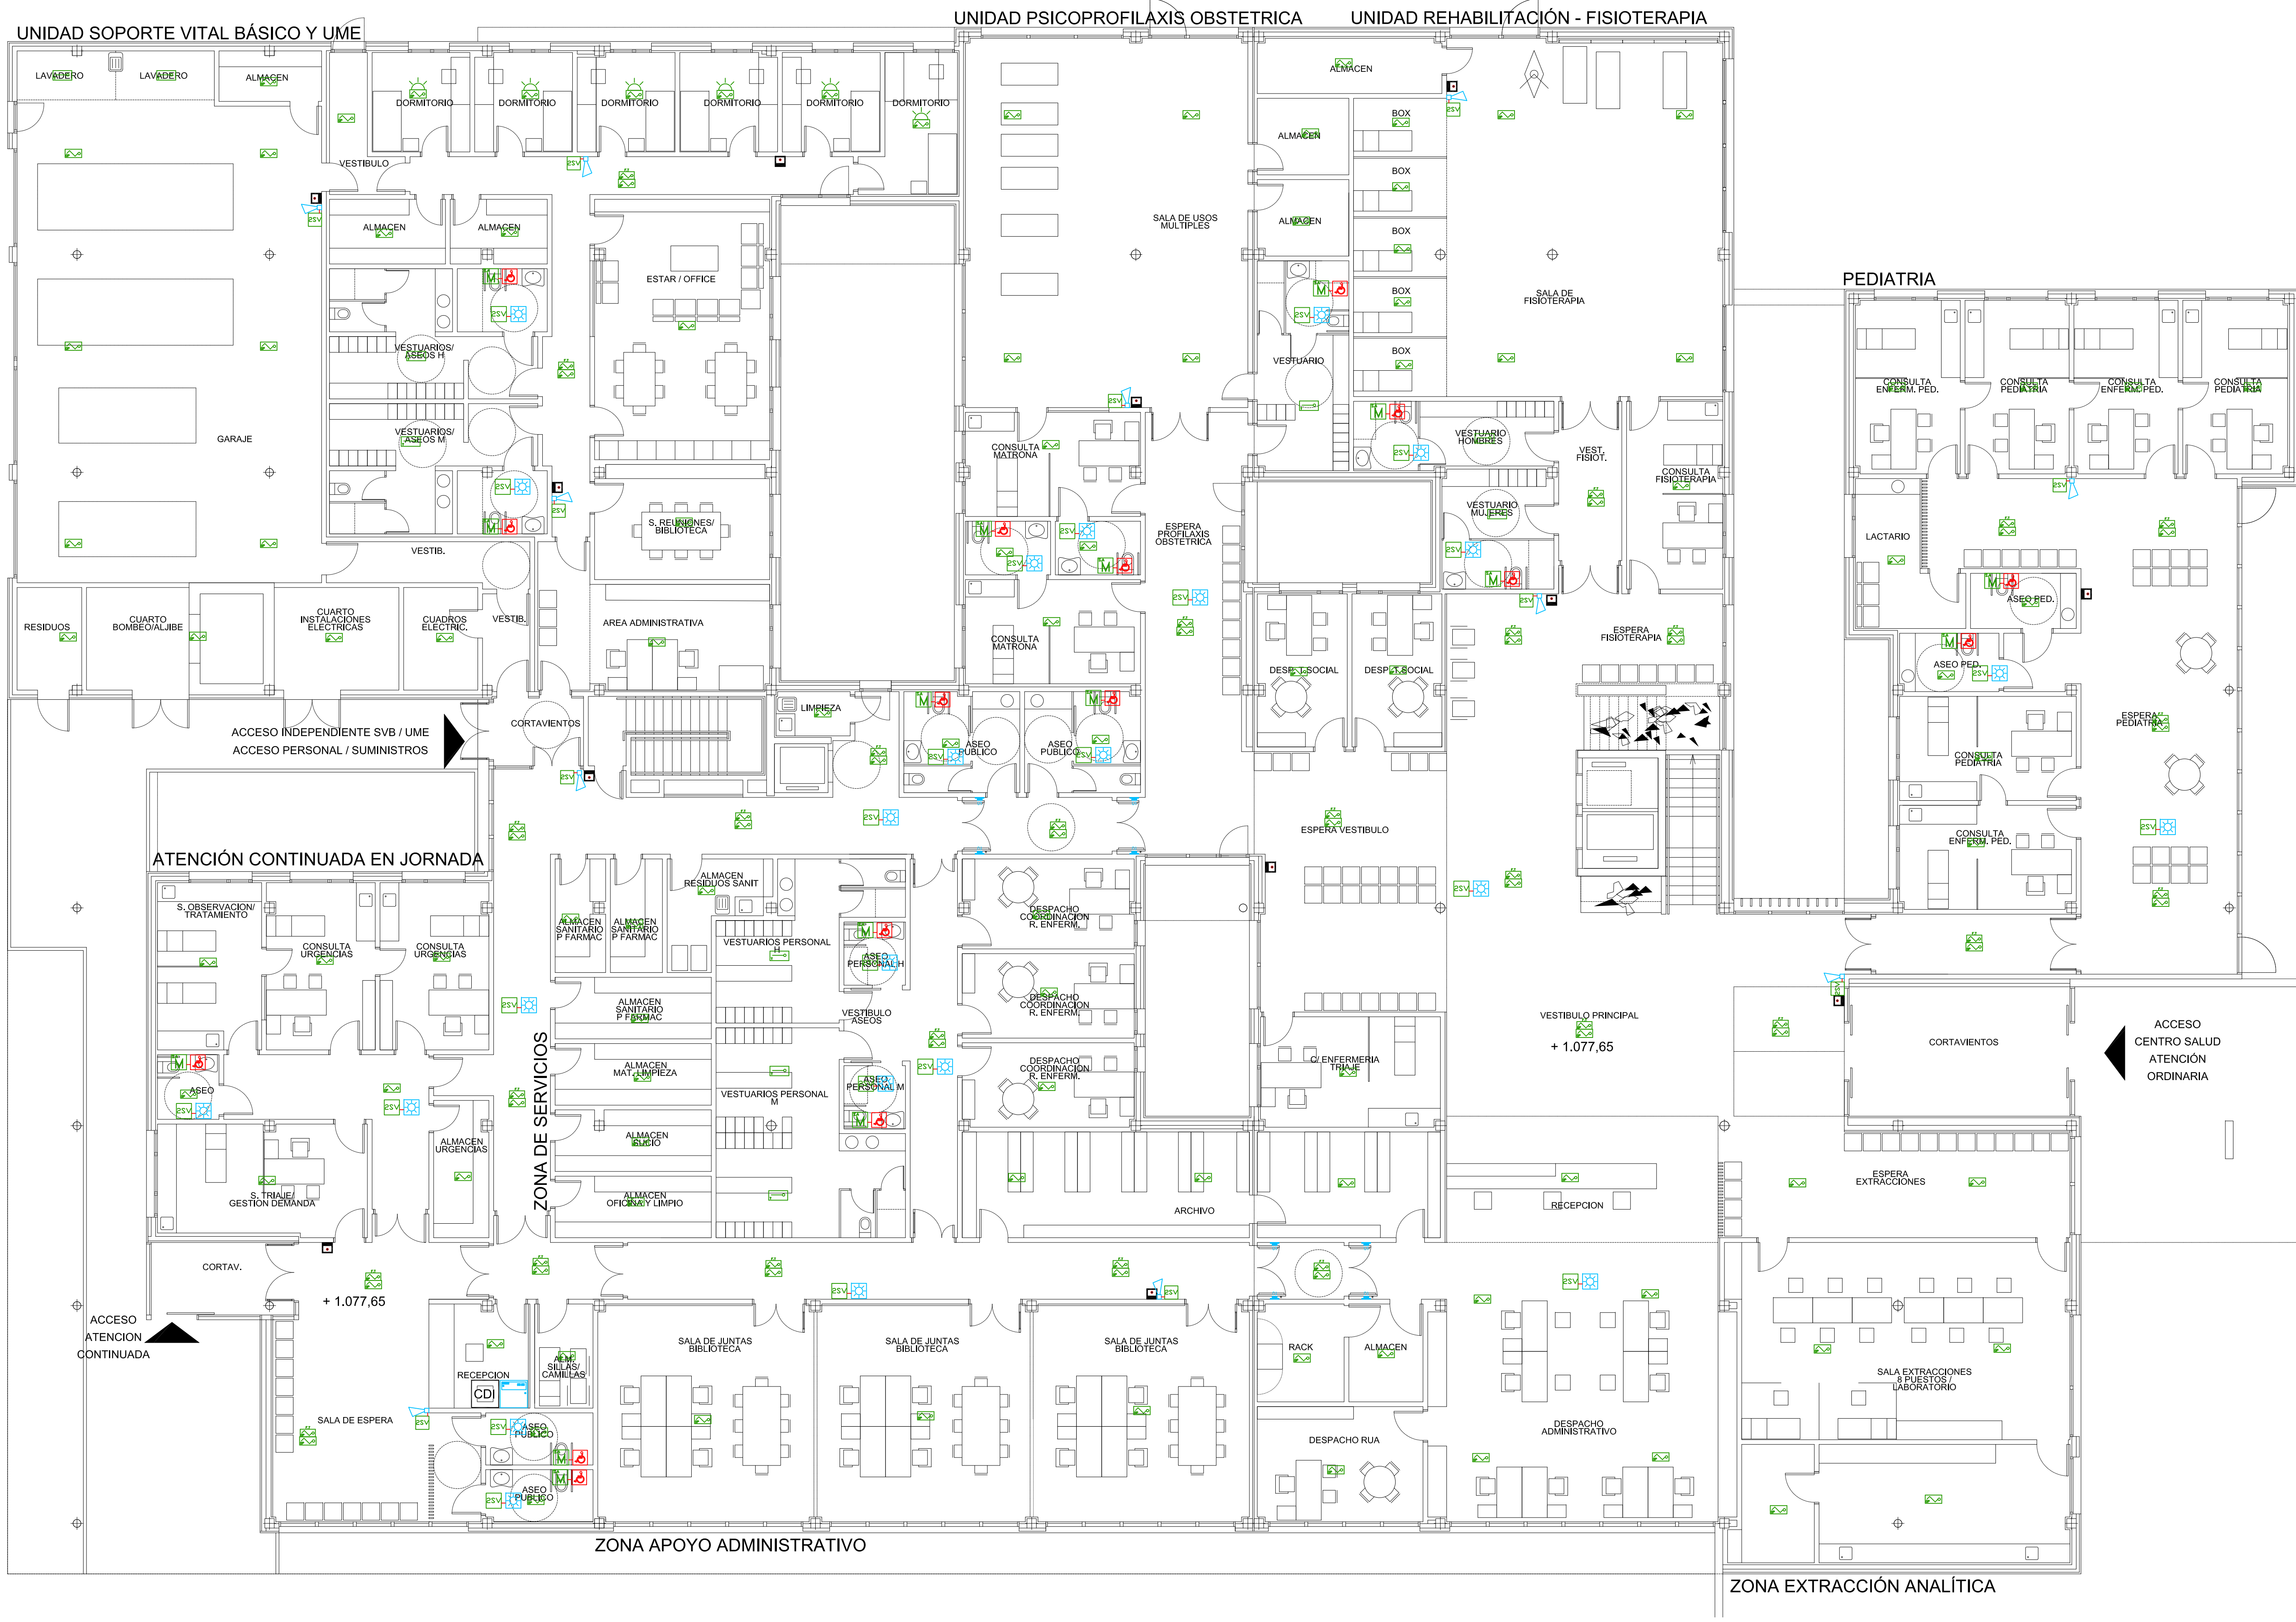 UNIDAD SOPORTE VITAL BÁSICO Y UME
UNIDAD PSICOPROFILAXIS OBSTETRICA
UNIDAD REHABILITACIÓN - FISIOTERAPIA
LAVADERO
LAVADERO
ALMACEN
DORMITORIO
DORMITORIO
DORMITORIO
DORMITORIO
DORMITORIO
DORMITORIO
ALMACEN
BOX
ALMACEN
VESTIBULO
BOX
ALMACEN
ALMACEN
SALA DE USOS
MULTIPLES
ALMACEN
BOX
ESTAR / OFFICE
PEDIATRIA
BOX
SALA DE
FISIOTERAPIA
VESTUARIOS/
ASEOS H
VESTUARIO
BOX
CONSULTA
ENFERM. PED.
CONSULTA
PEDIATRIA
CONSULTA
ENFERM. PED.
CONSULTA
PEDIATRIA
GARAJE
VESTUARIOS/
ASEOS M
CONSULTA
MATRONA
VESTUARIO
HOMBRES
VEST.
FISIOT.
CONSULTA
FISIOTERAPIA
S. REUNIONES/
BIBLIOTECA
ESPERA
PROFILAXIS
OBSTETRICA
VESTUARIO
MUJERES
LACTARIO
VESTIB.
ASEO PED.
RESIDUOS
CUARTO
BOMBEO/ALJIBE
CUARTO
INSTALACIONES
ELECTRICAS
CUADROS
ELECTRIC.
VESTIB.
AREA ADMINISTRATIVA
CONSULTA
MATRONA
ESPERA
FISIOTERAPIA
DESP. T.SOCIAL
DESP. T.SOCIAL
ASEO PED.
ACCESO INDEPENDIENTE SVB / UME
ACCESO PERSONAL / SUMINISTROS
CORTAVIENTOS
LIMPIEZA
ASEO
PUBLICO
ASEO
PUBLICO
ESPERA
PEDIATRIA
CONSULTA
PEDIATRIA
ESPERA VESTIBULO
CONSULTA
ENFERM. PED.
ATENCIÓN CONTINUADA EN JORNADA
S. OBSERVACION/
TRATAMIENTO
CONSULTA
URGENCIAS
CONSULTA
URGENCIAS
ALMACEN
RESIDUOS SANIT
ALMACEN
SANITARIO
P FARMAC
ALMACEN
SANITARIO
P FARMAC
VESTUARIOS PERSONAL
H
ASEO
PERSONAL H
DESPACHO
COORDINACION
R. ENFERM.
ALMACEN
SANITARIO
P FARMAC
VESTIBULO
ASEOS
DESPACHO
COORDINACION
R. ENFERM.
VESTIBULO PRINCIPAL
+ 1.077,65
CORTAVIENTOS
ACCESO
CENTRO SALUD
ATENCIÓN
ORDINARIA
ASEO
ZONA DE SERVICIOS
ALMACEN
MAT. LIMPIEZA
VESTUARIOS PERSONAL
M
ASEO
PERSONAL M
DESPACHO
COORDINACION
R. ENFERM.
C/ ENFERMERIA
TRIAJE
ALMACEN
URGENCIAS
ALMACEN
SUCIO
S. TRIAJE/
GESTION DEMANDA
ALMACEN
OFICINA Y LIMPIO
ARCHIVO
RECEPCION
ESPERA
EXTRACCIONES
CORTAV.
+ 1.077,65
ACCESO
ATENCION
CONTINUADA
RECEPCION
CDI
ALM.
SILLAS/
CAMILLAS
SALA DE JUNTAS
BIBLIOTECA
SALA DE JUNTAS
BIBLIOTECA
SALA DE JUNTAS
BIBLIOTECA
RACK
ALMACEN
SALA EXTRACCIONES
8 PUESTOS /
LABORATORIO
SALA DE ESPERA
ASEO
PUBLICO
DESPACHO RUA
DESPACHO
ADMINISTRATIVO
ASEO
PUBLICO
ZONA APOYO ADMINISTRATIVO
ZONA EXTRACCIÓN ANALÍTICA